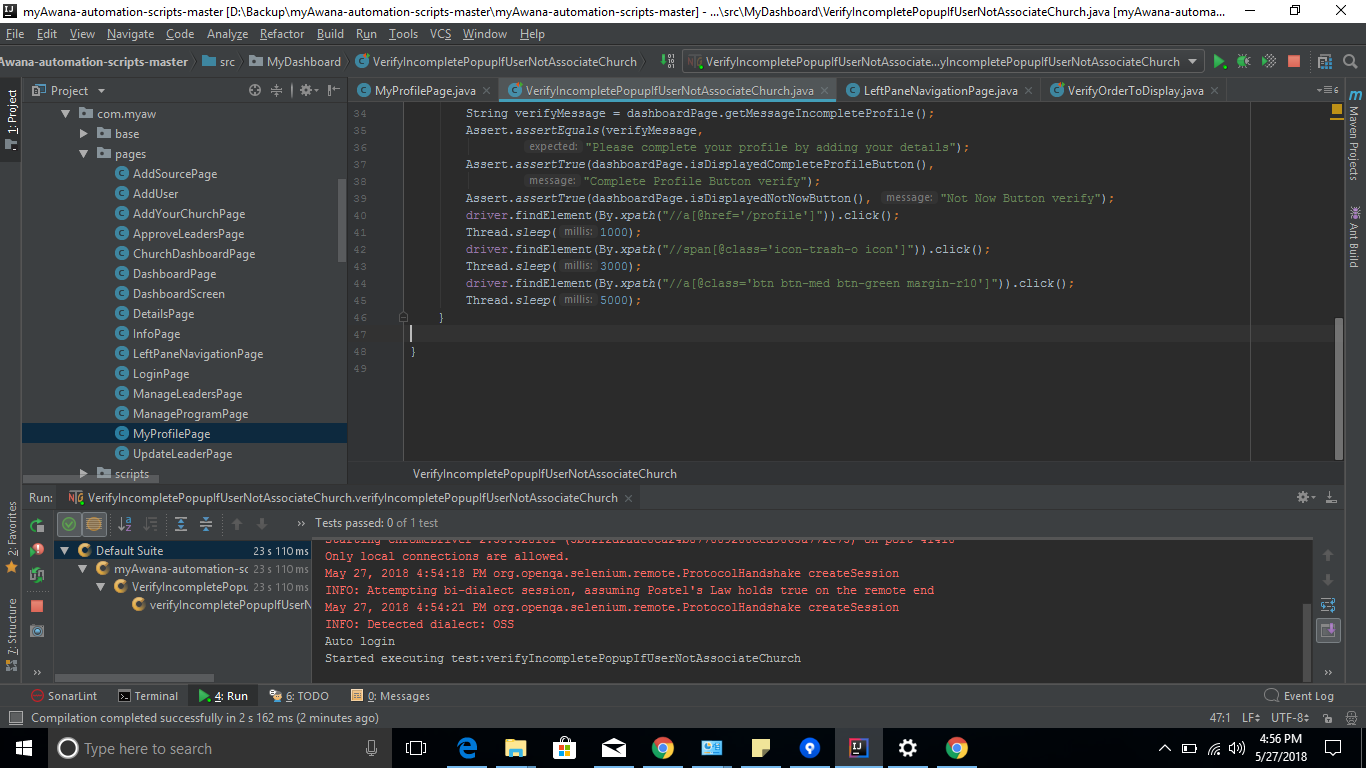 myAwana-automation-scripts-master [D:\Backup\myAwana-automation-scripts-master\myAwana-automation-scripts-master] - ...\src\MyDashboard\VerifyIncompletePopupIfUserNotAssociateChurch.java [myAwana-automa...
File Edit View Navigate Code Analyze Refactor Build Run Tools VCS Window Help
Awana-automation-scripts-master src MyDashboard VerifyIncompletePopupIfUserNotAssociateChurch VerifyIncompletePopupIfUserNotAssociate...yIncompletePopupIfUserNotAssociateChurch
1: Project
Project
MyProfilePage.java VerifyIncompletePopupIfUserNotAssociateChurch.java LeftPaneNavigationPage.java VerifyOrderToDisplay.java
com.myaw
base
pages
AddSourcePage
AddUser
AddYourChurchPage
ApproveLeadersPage
ChurchDashboardPage
DashboardPage
DashboardScreen
DetailsPage
InfoPage
LeftPaneNavigationPage
LoginPage
ManageLeadersPage
ManageProgramPage
MyProfilePage
UpdateLeaderPage
scripts
34 String verifyMessage = dashboardPage.getMessageIncompleteProfile();
35 Assert.assertEquals(verifyMessage,
36 expected: "Please complete your profile by adding your details");
37 Assert.assertTrue(dashboardPage.isDisplayedCompleteProfileButton(),
38 message: "Complete Profile Button verify");
39 Assert.assertTrue(dashboardPage.isDisplayedNotNowButton(), message: "Not Now Button verify");
40 driver.findElement(By.xpath("//a[@href='/profile']")).click();
41 Thread.sleep( millis: 1000);
42 driver.findElement(By.xpath("//span[@class='icon-trash-o icon']")).click();
43 Thread.sleep( millis: 3000);
44 driver.findElement(By.xpath("//a[@class='btn btn-med btn-green margin-r10']")).click();
45 Thread.sleep( millis: 5000);
46 }
47
48 }
49
VerifyIncompletePopupIfUserNotAssociateChurch
Maven Projects
Ant Build
2: Favorites
7: Structure
Run: VerifyIncompletePopupIfUserNotAssociateChurch.verifyIncompletePopupIfUserNotAssociateChurch
Tests passed: 0 of 1 test
Default Suite 23 s 110 ms
myAwana-automation-sc 23 s 110 ms
VerifyIncompletePopu 23 s 110 ms
verifyIncompletePopupIfUserN
Only local connections are allowed.
May 27, 2018 4:54:18 PM org.openqa.selenium.remote.ProtocolHandshake createSession
INFO: Attempting bi-dialect session, assuming Postel's Law holds true on the remote end
May 27, 2018 4:54:21 PM org.openqa.selenium.remote.ProtocolHandshake createSession
INFO: Detected dialect: OSS
Auto login
Started executing test:verifyIncompletePopupIfUserNotAssociateChurch
SonarLint Terminal 4: Run 6: TODO 0: Messages Event Log
Compilation completed successfully in 2 s 162 ms (2 minutes ago) 47:1 LF UTF-8
Type here to search
4:56 PM
5/27/2018